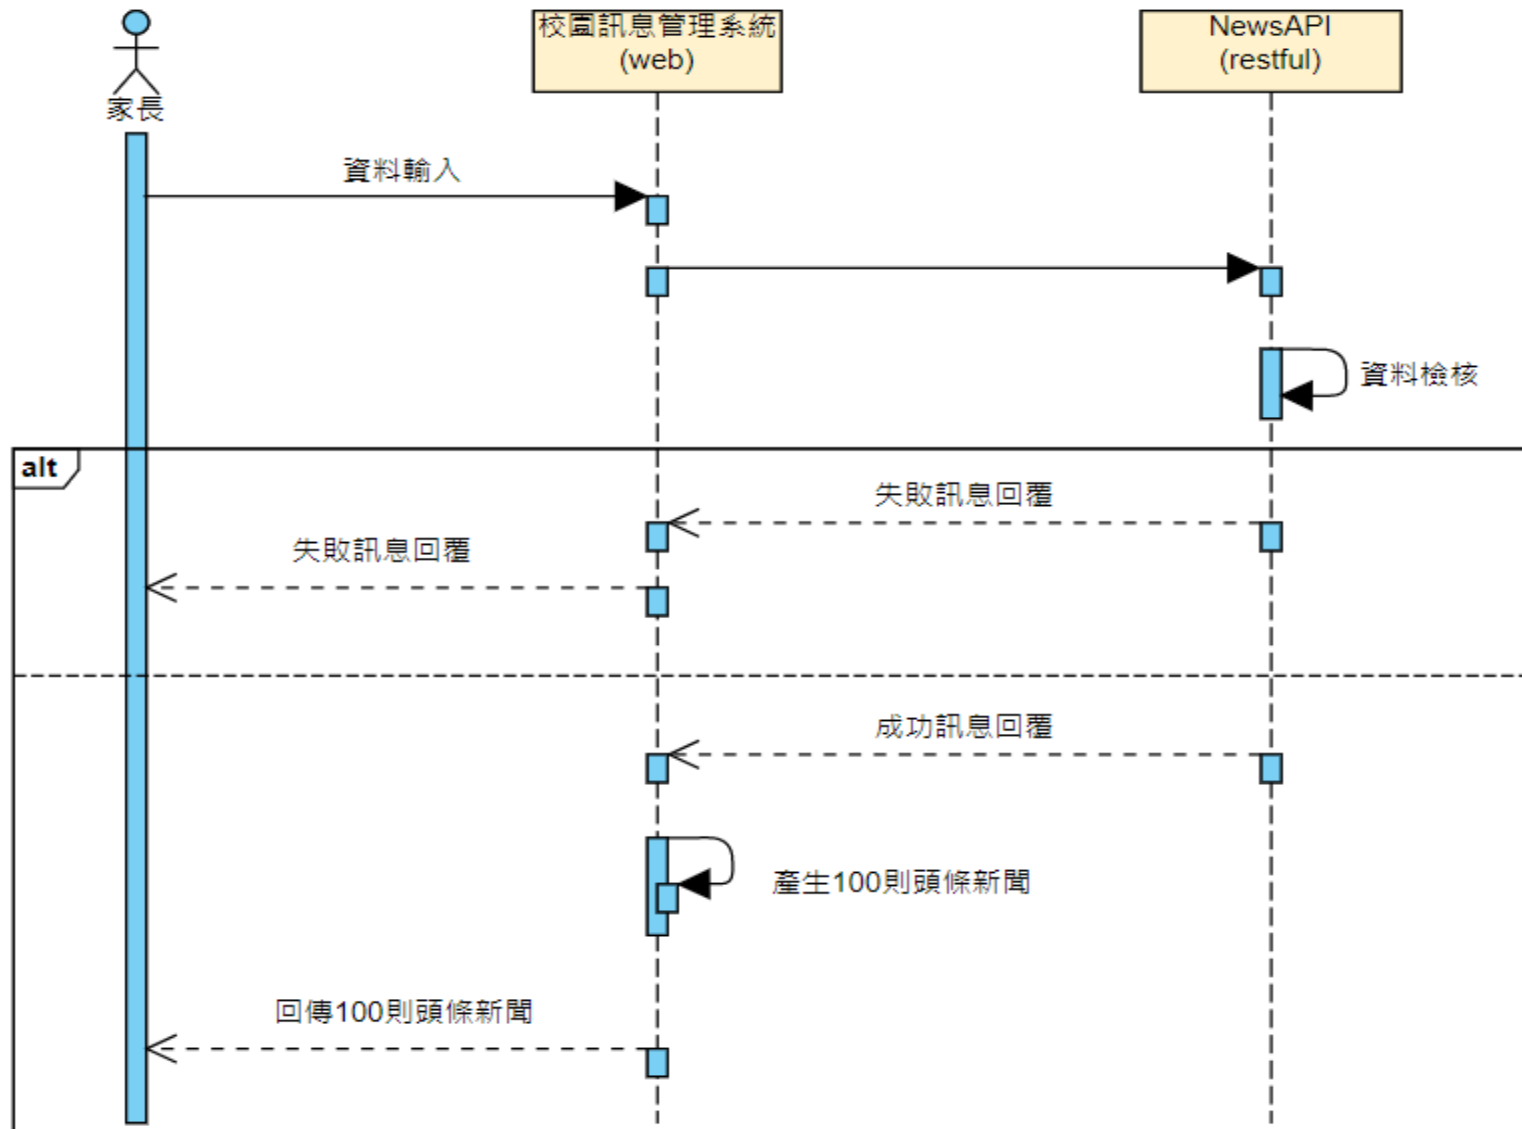 校園訊息管理系統
(web)
NewsAPI
(restful)
家長
資料輸入
資料檢核
alt
失敗訊息回覆
失敗訊息回覆
成功訊息回覆
產生100則頭條新聞
回傳100則頭條新聞